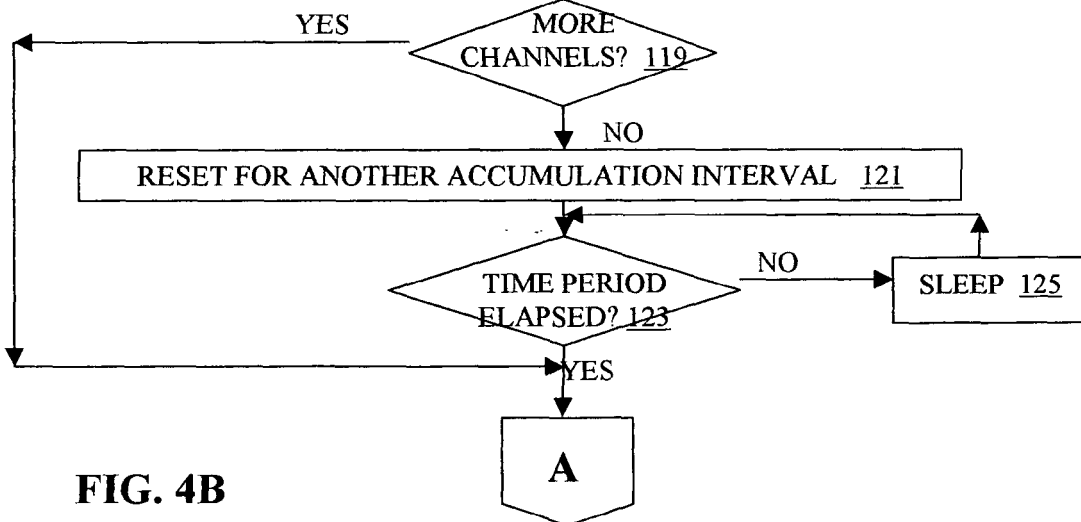 YES
MORE
CHANNELS? 119
NO
RESET FOR ANOTHER ACCUMULATION INTERVAL 121
TIME PERIOD
ELAPSED? 123
NO
SLEEP 125
YES
A
FIG. 4B